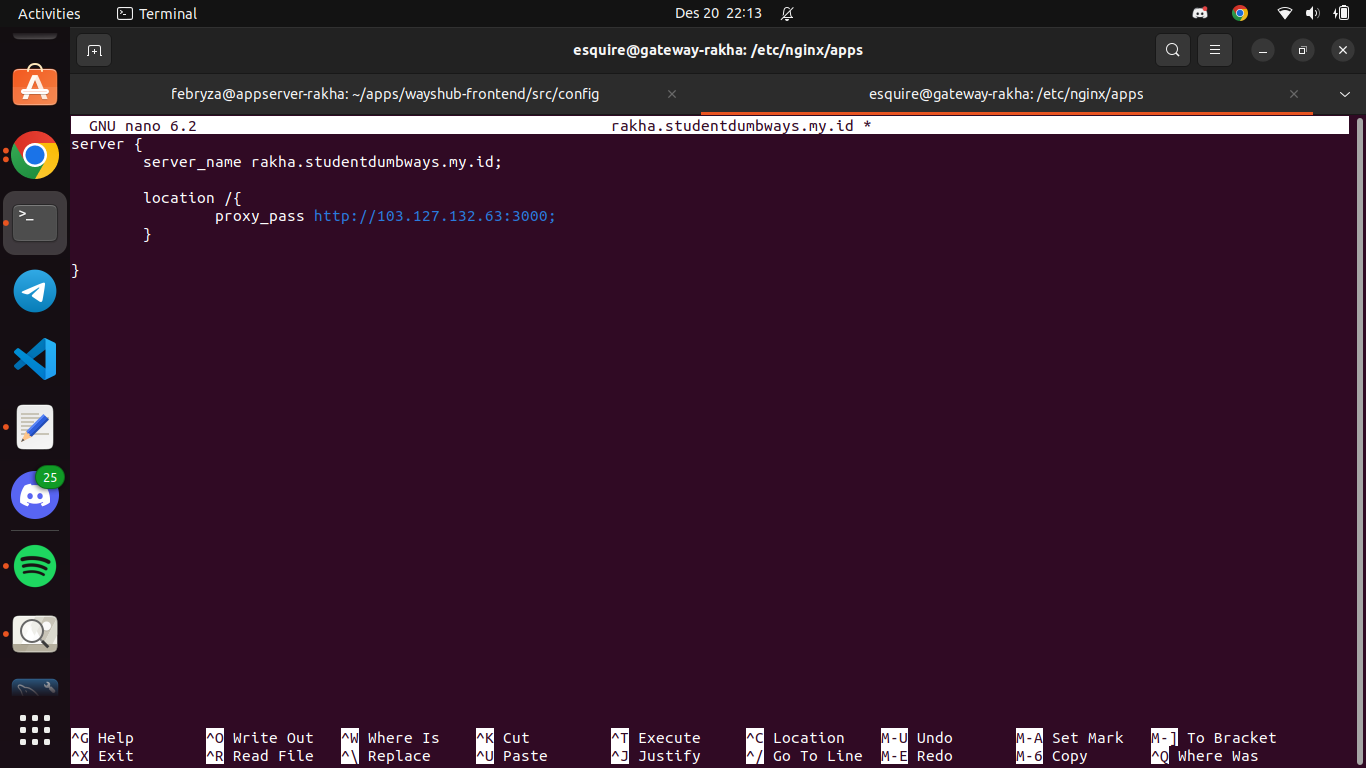 Activities
Terminal
Des 20 22:13
esquire@gateway-rakha: /etc/nginx/apps
febryza@appserver-rakha: ~/apps/wayshub-frontend/src/config
esquire@gateway-rakha: /etc/nginx/apps
GNU nano 6.2 rakha.studentdumbways.my.id *
server {
server_name rakha.studentdumbways.my.id;
location /{
proxy_pass http://103.127.132.63:3000;
}
}
25
^G Help ^O Write Out ^W Where Is ^K Cut ^T Execute ^C Location M-U Undo M-A Set Mark M-] To Bracket
^X Exit ^R Read File ^\ Replace ^U Paste ^J Justify ^/ Go To Line M-E Redo M-6 Copy ^Q Where Was